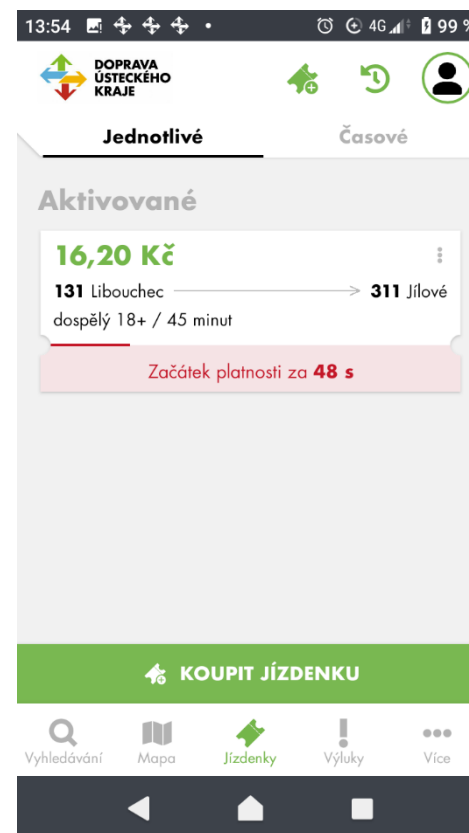 13:54 4G 99 %
DOPRAVA
ÚSTECKÉHO
KRAJE
Jednotlivé Časové
Aktivované
16,20 Kč
131 Libouchec 311 Jílové
dospělý 18+ / 45 minut
Začátek platnosti za 48 s
KOUPIT JÍZDENKU
Vyhledávání Mapa Jízdenky Výluky Více